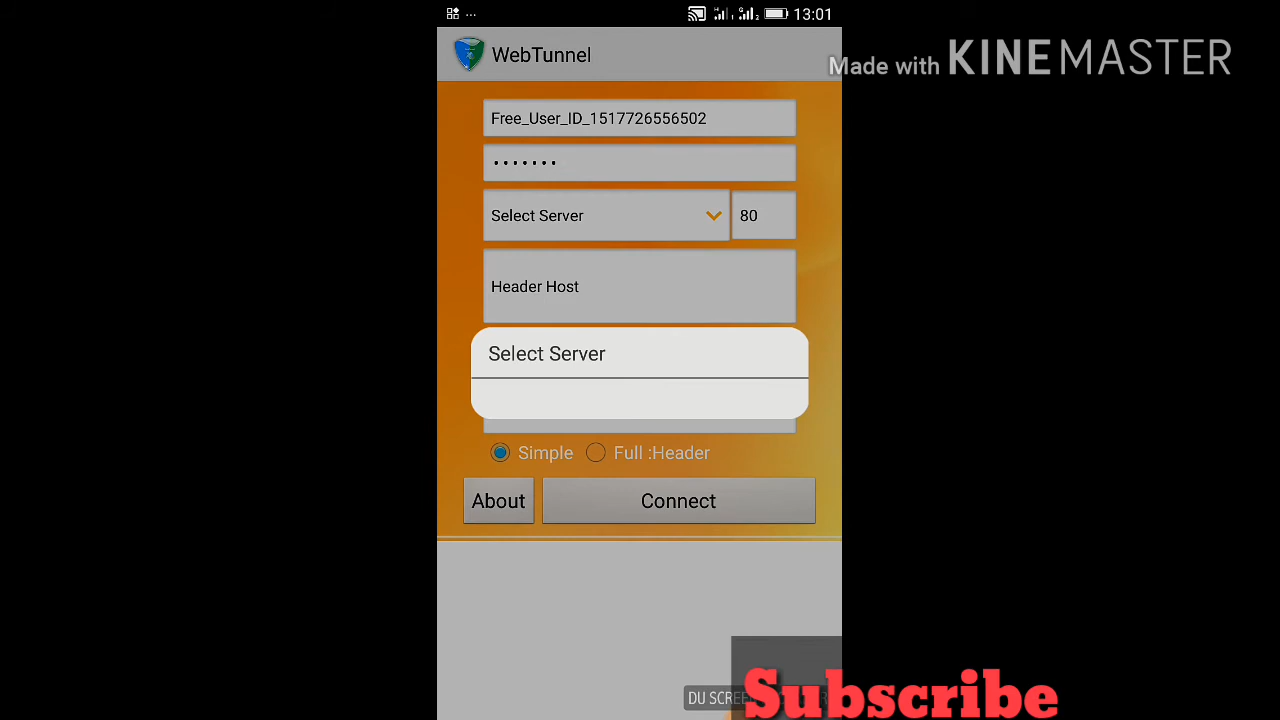 13:01
WebTunnel
Made with KINEMASTER
Free_User_ID_1517726556502
•••••••
Select Server
80
Header Host
Select Server
Simple
Full :Header
About
Connect
DU SCREE
Subscribe